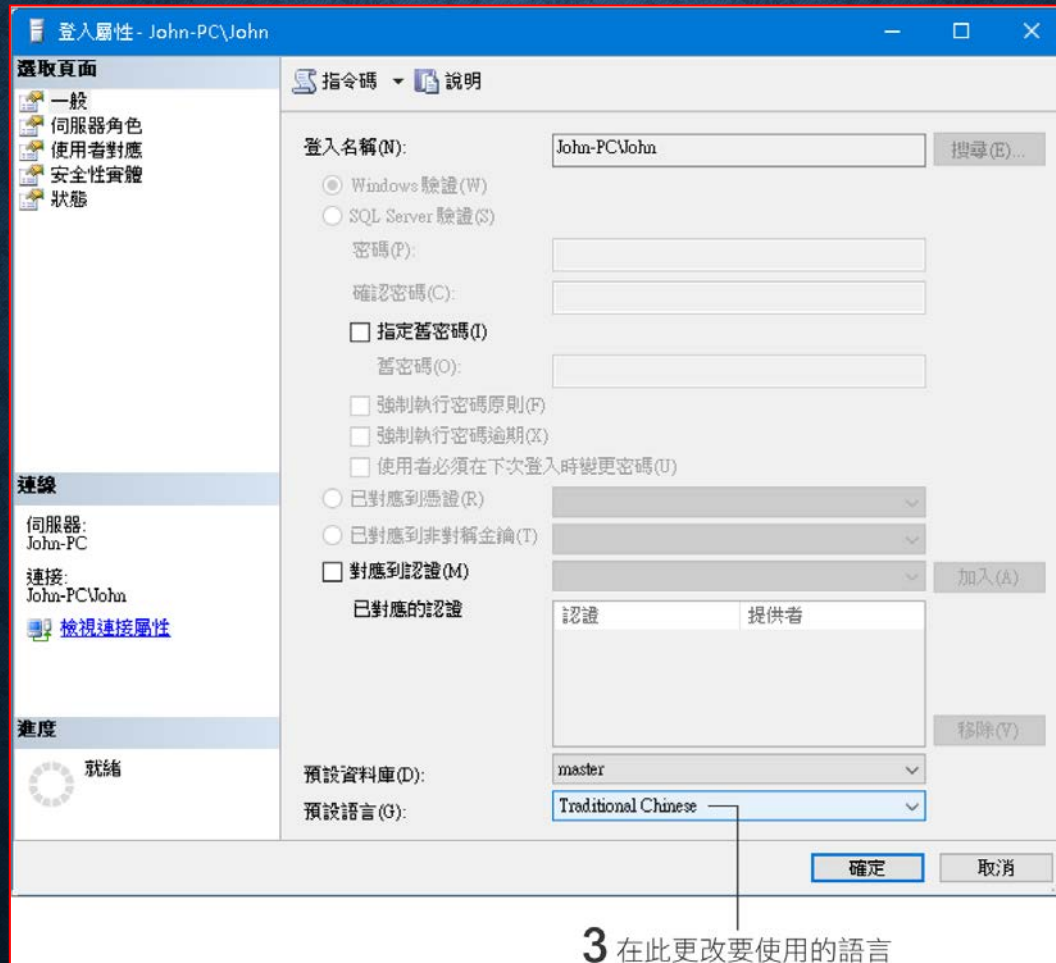 登入屬性 - John-PC\John
選取頁面
一般
伺服器角色
使用者對應
安全性實體
狀態
連線
伺服器:
John-PC
連接:
John-PC\John
檢視連接屬性
進度
就緒
指令碼 說明
登入名稱(N): John-PC\John 搜尋(E)...
Windows 驗證(W)
SQL Server 驗證(S)
密碼(P):
確認密碼(C):
指定舊密碼(I)
舊密碼(O):
強制執行密碼原則(F)
強制執行密碼逾期(X)
使用者必須在下次登入時變更密碼(U)
已對應到憑證(R)
已對應到非對稱金鑰(T)
對應到認證(M) 加入(A)
已對應的認證 認證 提供者
移除(V)
預設資料庫(D): master
預設語言(G): Traditional Chinese
確定 取消
3 在此更改要使用的語言